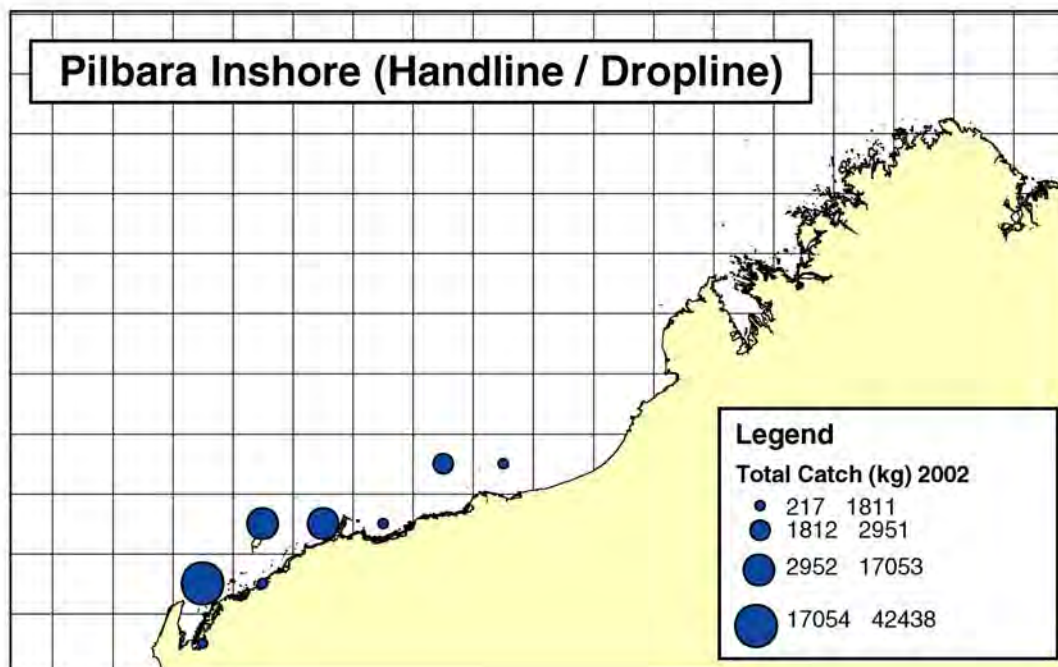 Pilbara Inshore (Handline / Dropline)
Legend
Total Catch (kg) 2002
217 1811
1812 2951
2952 17053
17054 42438